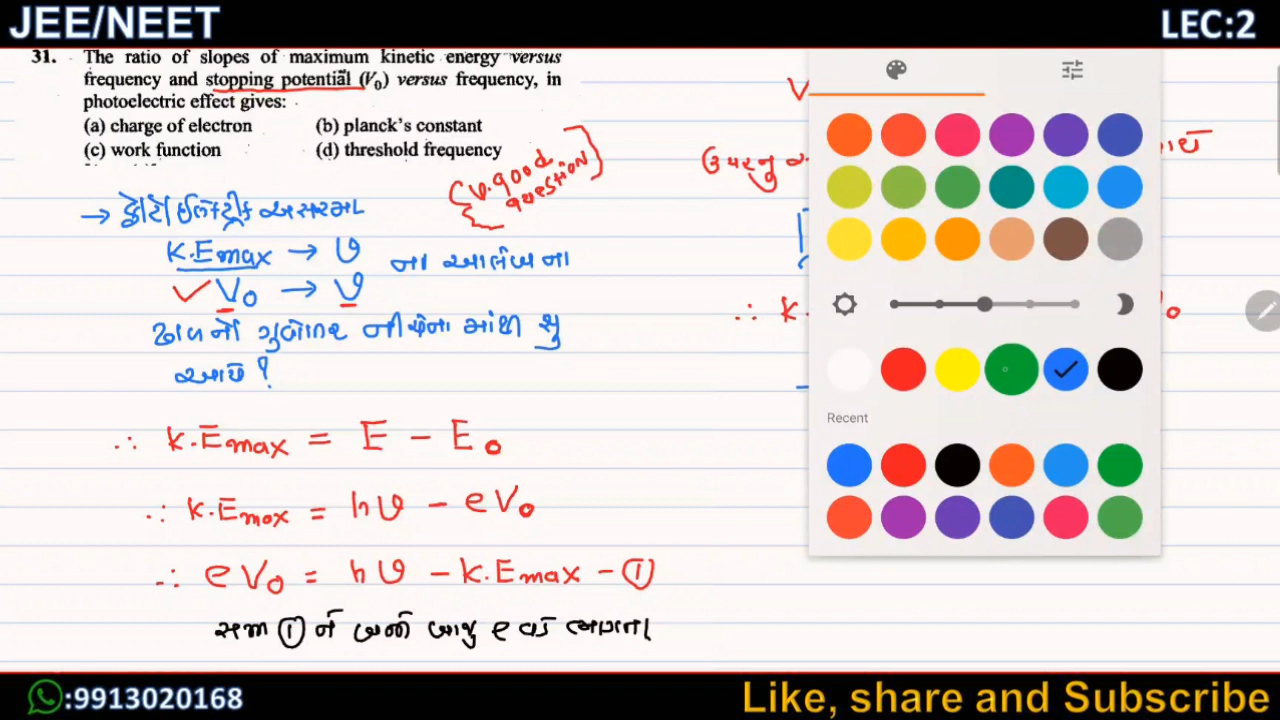 JEE/NEET
LEC:2
31. The ratio of slopes of maximum kinetic energy versus
frequency and stopping potential (V₀) versus frequency, in
photoelectric effect gives:
(a) charge of electron (b) planck's constant
(c) work function (d) threshold frequency
(v. good
question)
→ ફોટોઈલેક્ટ્રીક અસરમાં
K.Emax → ν ના આલેખ ના
✓ V₀ → ν
ઢાળનો ગુણોત્તર નીચેના માંથી શું
આપે ?
∴ K.Emax = E - E₀
∴ K.Emax = hν - eV₀
∴ eV₀ = hν - K.Emax - ①
સમી ① ને બન્ને બાજુ e વડે ભાગતા
V
ઉપરનુ
∴ K.
Recent
:9913020168
Like, share and Subscribe